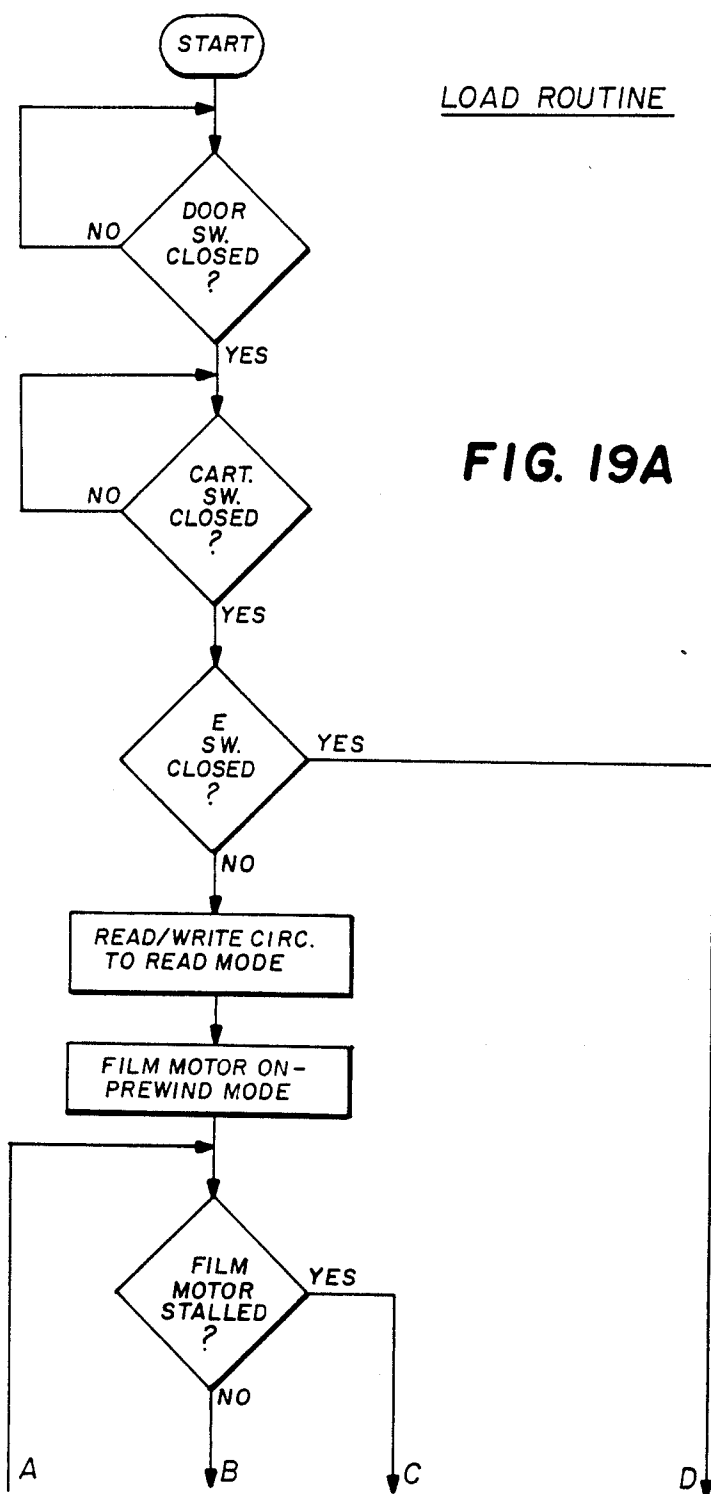 START
LOAD ROUTINE
DOOR
SW.
CLOSED
?
NO
YES
FIG. 19A
CART.
SW.
CLOSED
?
NO
YES
E
SW.
CLOSED
?
YES
NO
READ/WRITE CIRC.
TO READ MODE
FILM MOTOR ON-
PREWIND MODE
FILM
MOTOR
STALLED
?
YES
NO
A
B
C
D